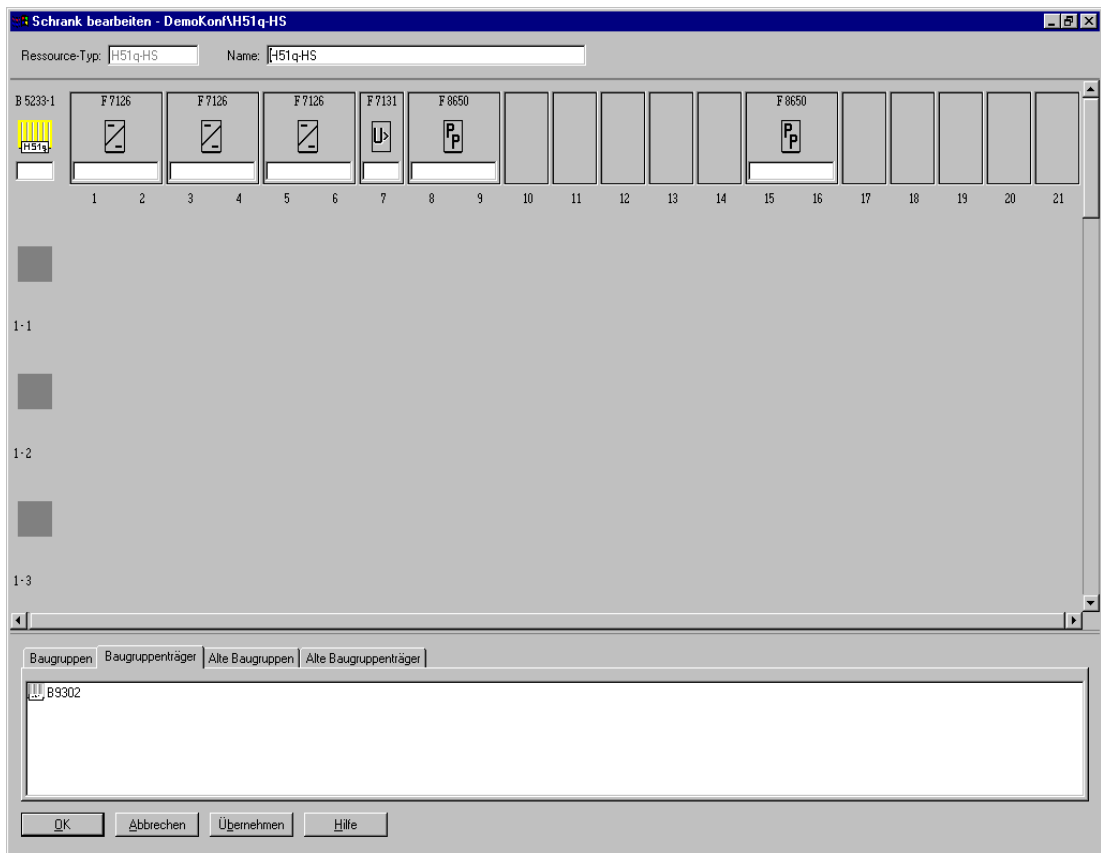 Schrank bearbeiten - DemoKonf\H51q-HS
Ressource-Typ: H51q-HS Name: H51q-HS
B 5233-1 F 7126 F 7126 F 7126 F 7131 F 8650 F 8650
H51q U> PP PP
1 2 3 4 5 6 7 8 9 10 11 12 13 14 15 16 17 18 19 20 21
1-1
1-2
1-3
Baugruppen Baugruppenträger Alte Baugruppen Alte Baugruppenträger
B9302
OK Abbrechen Übernehmen Hilfe